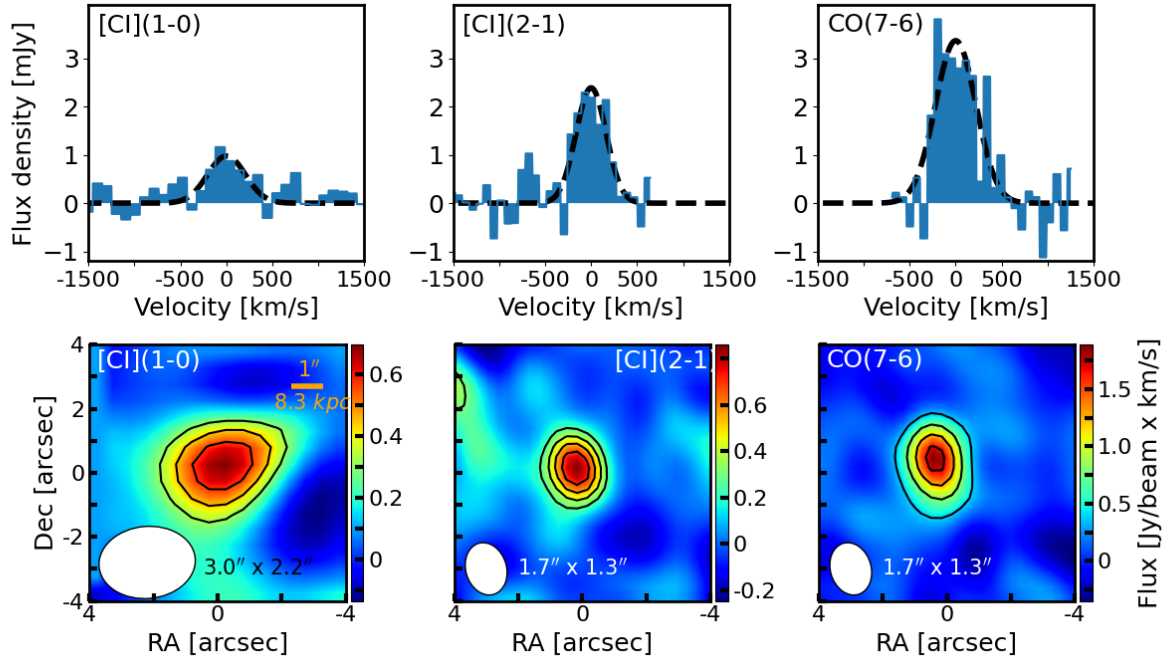 [CI](1-0)
[CI](2-1)
CO(7-6)
Flux density [mJy]
3
2
1
0
−1
3
2
1
0
−1
3
2
1
0
−1
-1500 -500 0 500 1500
-1500 -500 0 500 1500
-1500 -500 0 500 1500
Velocity [km/s]
Velocity [km/s]
Velocity [km/s]
[CI](1-0)
[CI](2-1)
CO(7-6)
1″
8.3 kpc
Dec [arcsec]
4
2
0
-2
-4
0.6
0.4
0.2
0
0.6
0.4
0.2
0
-0.2
1.5
1.0
0.5
0
Flux [Jy/beam x km/s]
3.0″ x 2.2″
1.7″ x 1.3″
1.7″ x 1.3″
4 2 0 -2 -4
4 2 0 -2 -4
4 2 0 -2 -4
RA [arcsec]
RA [arcsec]
RA [arcsec]